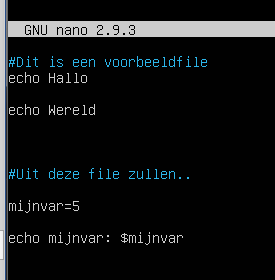 GNU nano 2.9.3
#Dit is een voorbeeldfile
echo Hallo
echo Wereld
#Uit deze file zullen..
mijnvar=5
echo mijnvar: $mijnvar